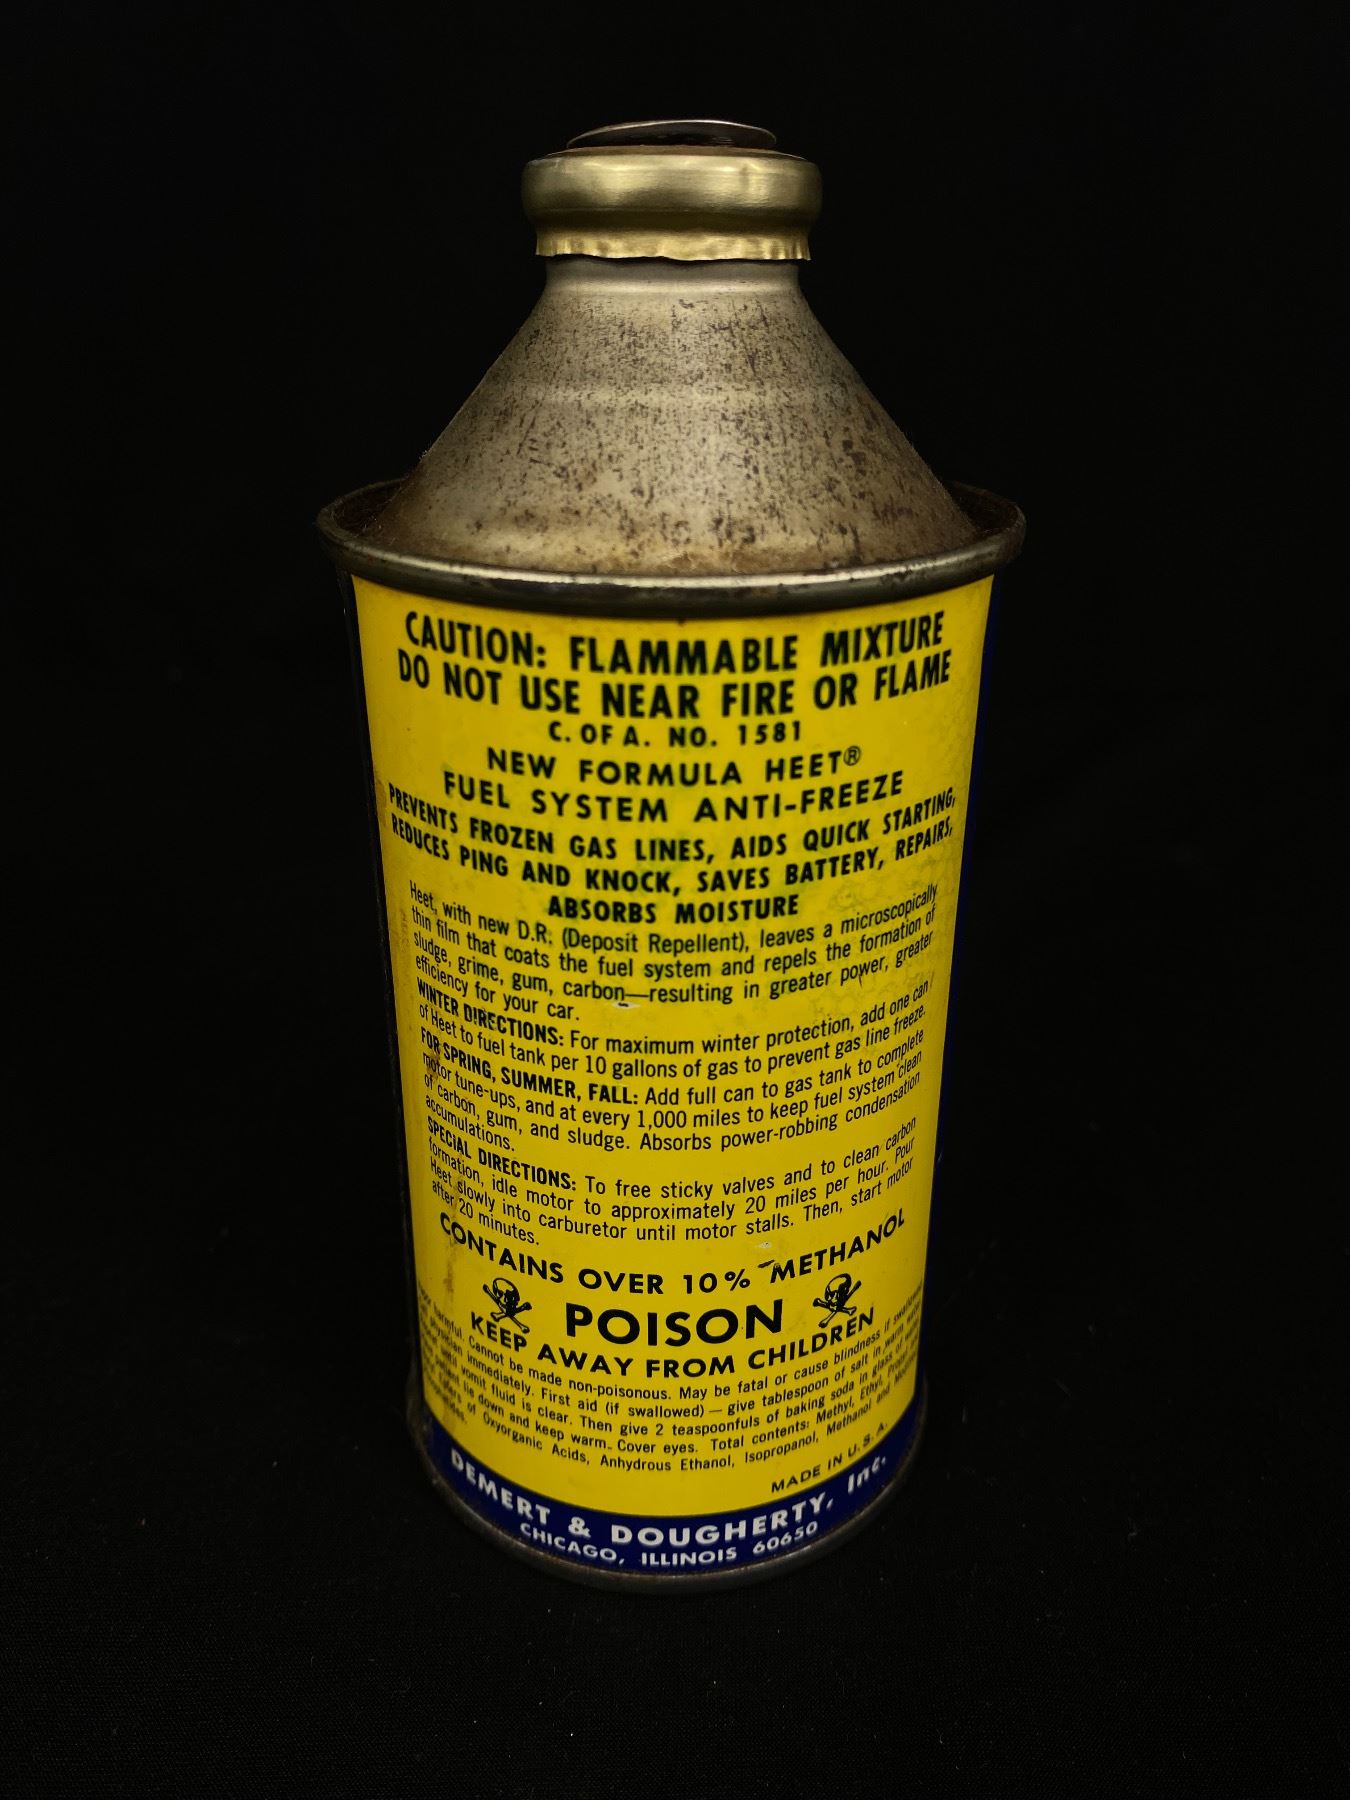 CAUTION: FLAMMABLE MIXTURE
DO NOT USE NEAR FIRE OR FLAME
C. OF A. NO. 1581
NEW FORMULA HEET®
FUEL SYSTEM ANTI-FREEZE
PREVENTS FROZEN GAS LINES, AIDS QUICK STARTING,
REDUCES PING AND KNOCK, SAVES BATTERY, REPAIRS,
ABSORBS MOISTURE
Heet, with new D.R. (Deposit Repellent), leaves a microscopically
thin film that coats the fuel system and repels the formation of
sludge, grime, gum, carbon—resulting in greater power, greater
efficiency for your car.
WINTER DIRECTIONS: For maximum winter protection, add one can
of Heet to fuel tank per 10 gallons of gas to prevent gas line freeze.
FOR SPRING, SUMMER, FALL: Add full can to gas tank to complete
motor tune-ups, and at every 1,000 miles to keep fuel system clean
of carbon, gum, and sludge. Absorbs power-robbing condensation
accumulations.
SPECIAL DIRECTIONS: To free sticky valves and to clean carbon
formation, idle motor to approximately 20 miles per hour. Pour
Heet slowly into carburetor until motor stalls. Then, start motor
after 20 minutes.
CONTAINS OVER 10% METHANOL
POISON
KEEP AWAY FROM CHILDREN
harmful. Cannot be made non-poisonous. May be fatal or cause blindness if swallowed.
physician immediately. First aid (if swallowed) — give tablespoon of salt in warm water
until vomit fluid is clear. Then give 2 teaspoonfuls of baking soda in glass of
lie down and keep warm. Cover eyes. Total contents: Methyl, Ethyl,
of Oxyorganic Acids, Anhydrous Ethanol, Isopropanol, Methanol and
MADE IN U.S.A.
DEMERT & DOUGHERTY, Inc.
CHICAGO, ILLINOIS 60650